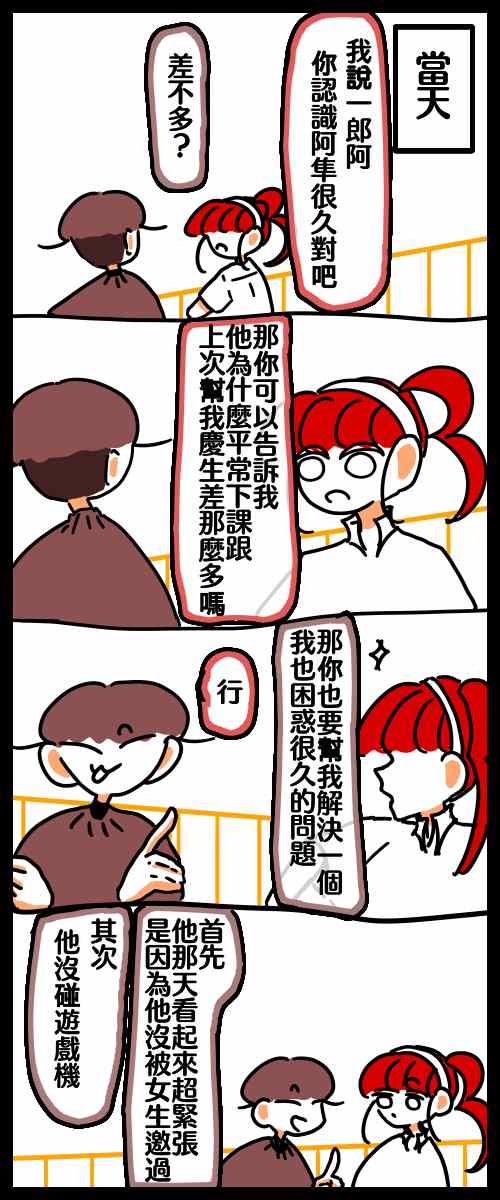 當天
我說一郎阿
你認識阿隼很久對吧
差不多？
那你可以告訴我
他為什麼平常下課跟
上次幫我慶生差那麼多嗎
那你也要幫我解決一個
我也困惑很久的問題
行
首先
他那天看起來超緊張
是因為他沒被女生邀過
其次
他沒碰遊戲機